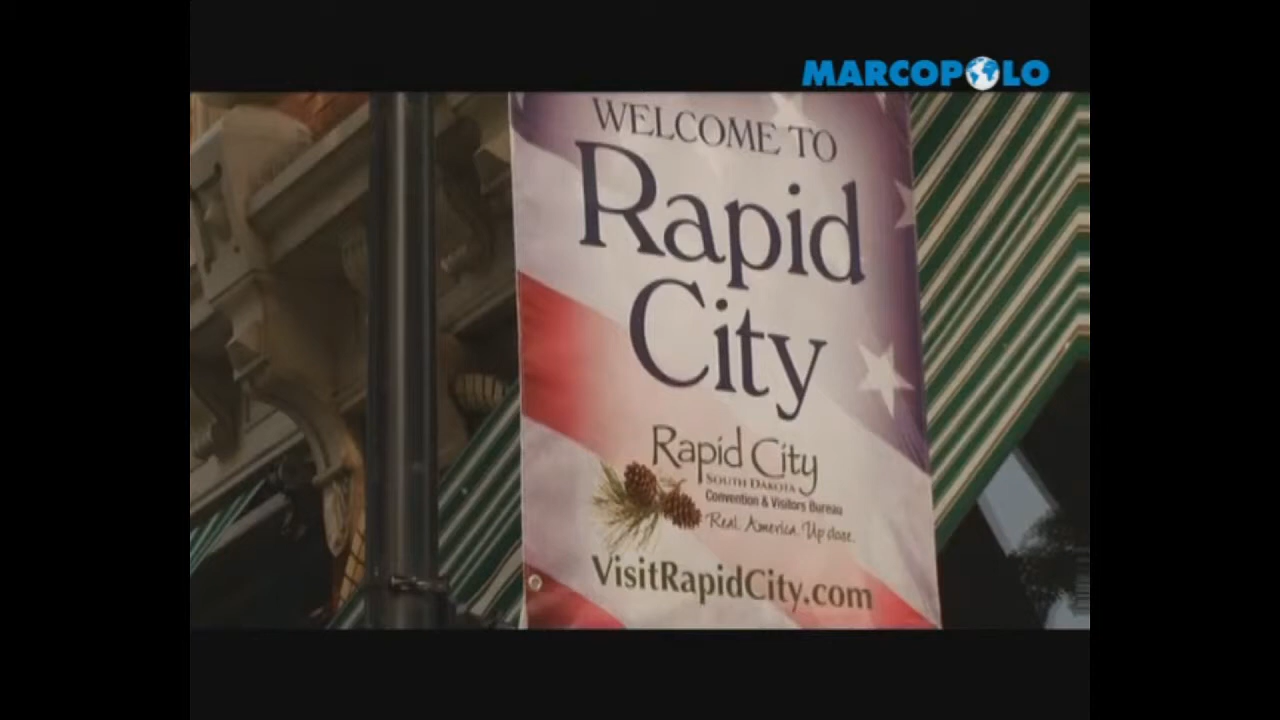 MARCOPOLO
WELCOME TO
Rapid
City
Rapid City
SOUTH DAKOTA
Convention & Visitors Bureau
Real. America. Up close.
VisitRapidCity.com